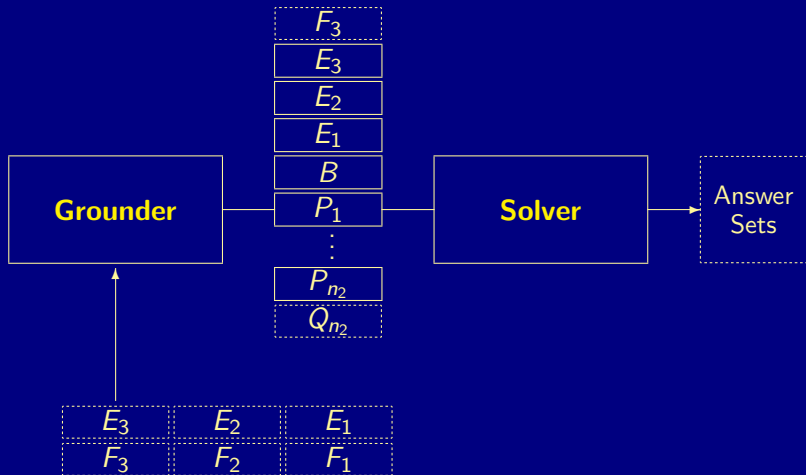 F₃
E₃
E₂
E₁
B
Grounder
P₁
Solver
Answer
Sets
⋮
Pₙ₂
Qₙ₂
E₃ E₂ E₁
F₃ F₂ F₁